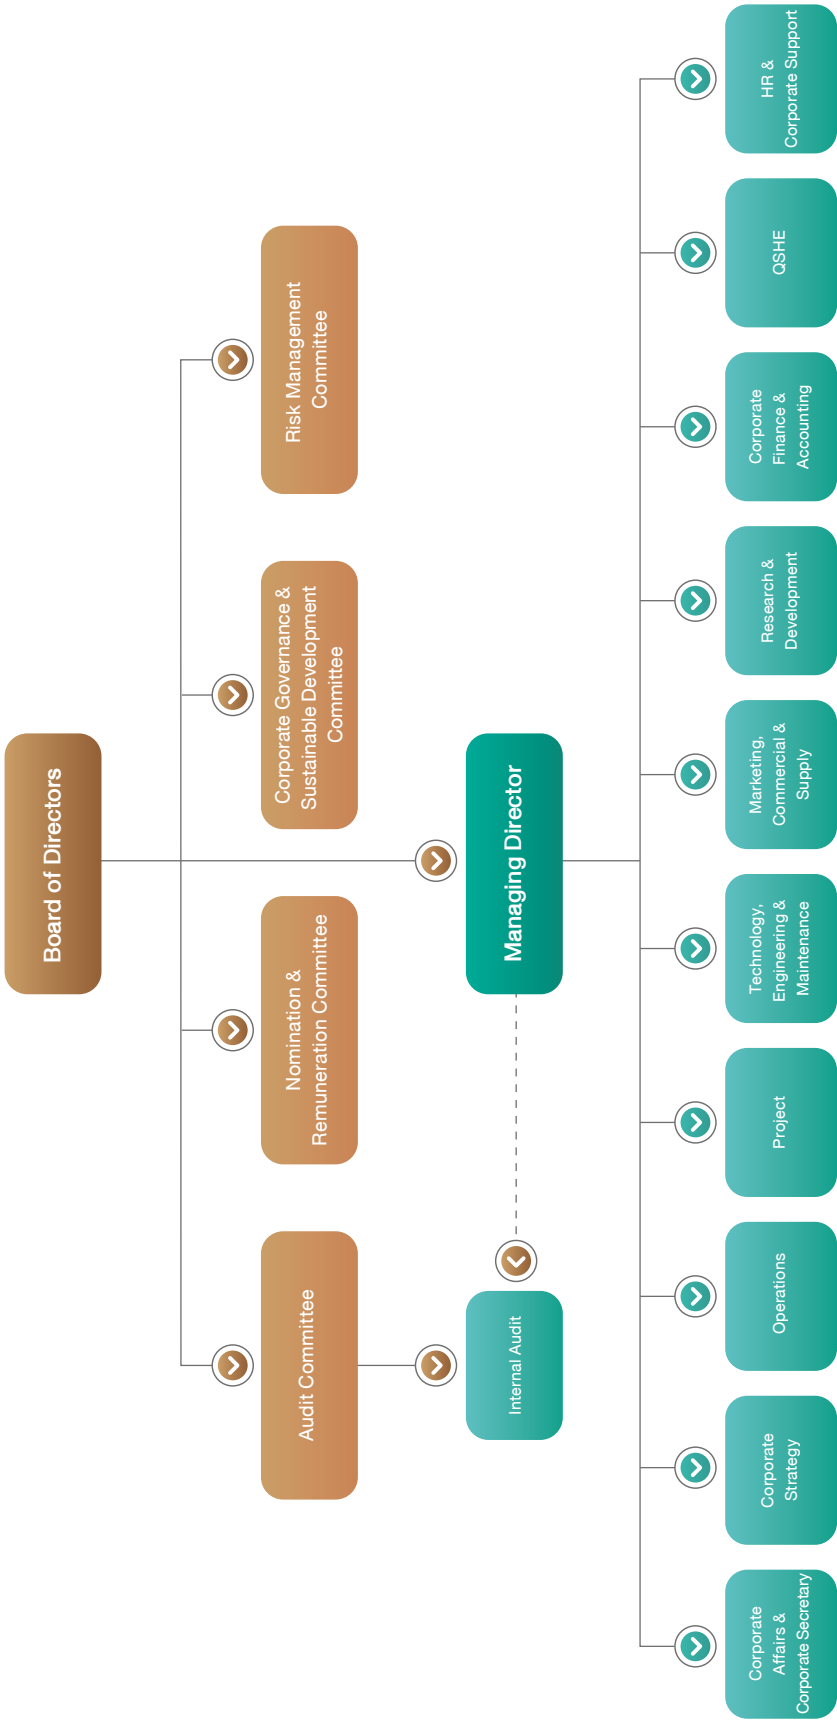 Board of Directors
Audit Committee
Nomination &
Remuneration Committee
Corporate Governance &
Sustainable Development
Committee
Risk Management
Committee
Internal Audit
Managing Director
Corporate
Affairs &
Corporate Secretary
Corporate
Strategy
Operations
Project
Technology,
Engineering &
Maintenance
Marketing,
Commercial &
Supply
Research &
Development
Corporate
Finance &
Accounting
QSHE
HR &
Corporate Support